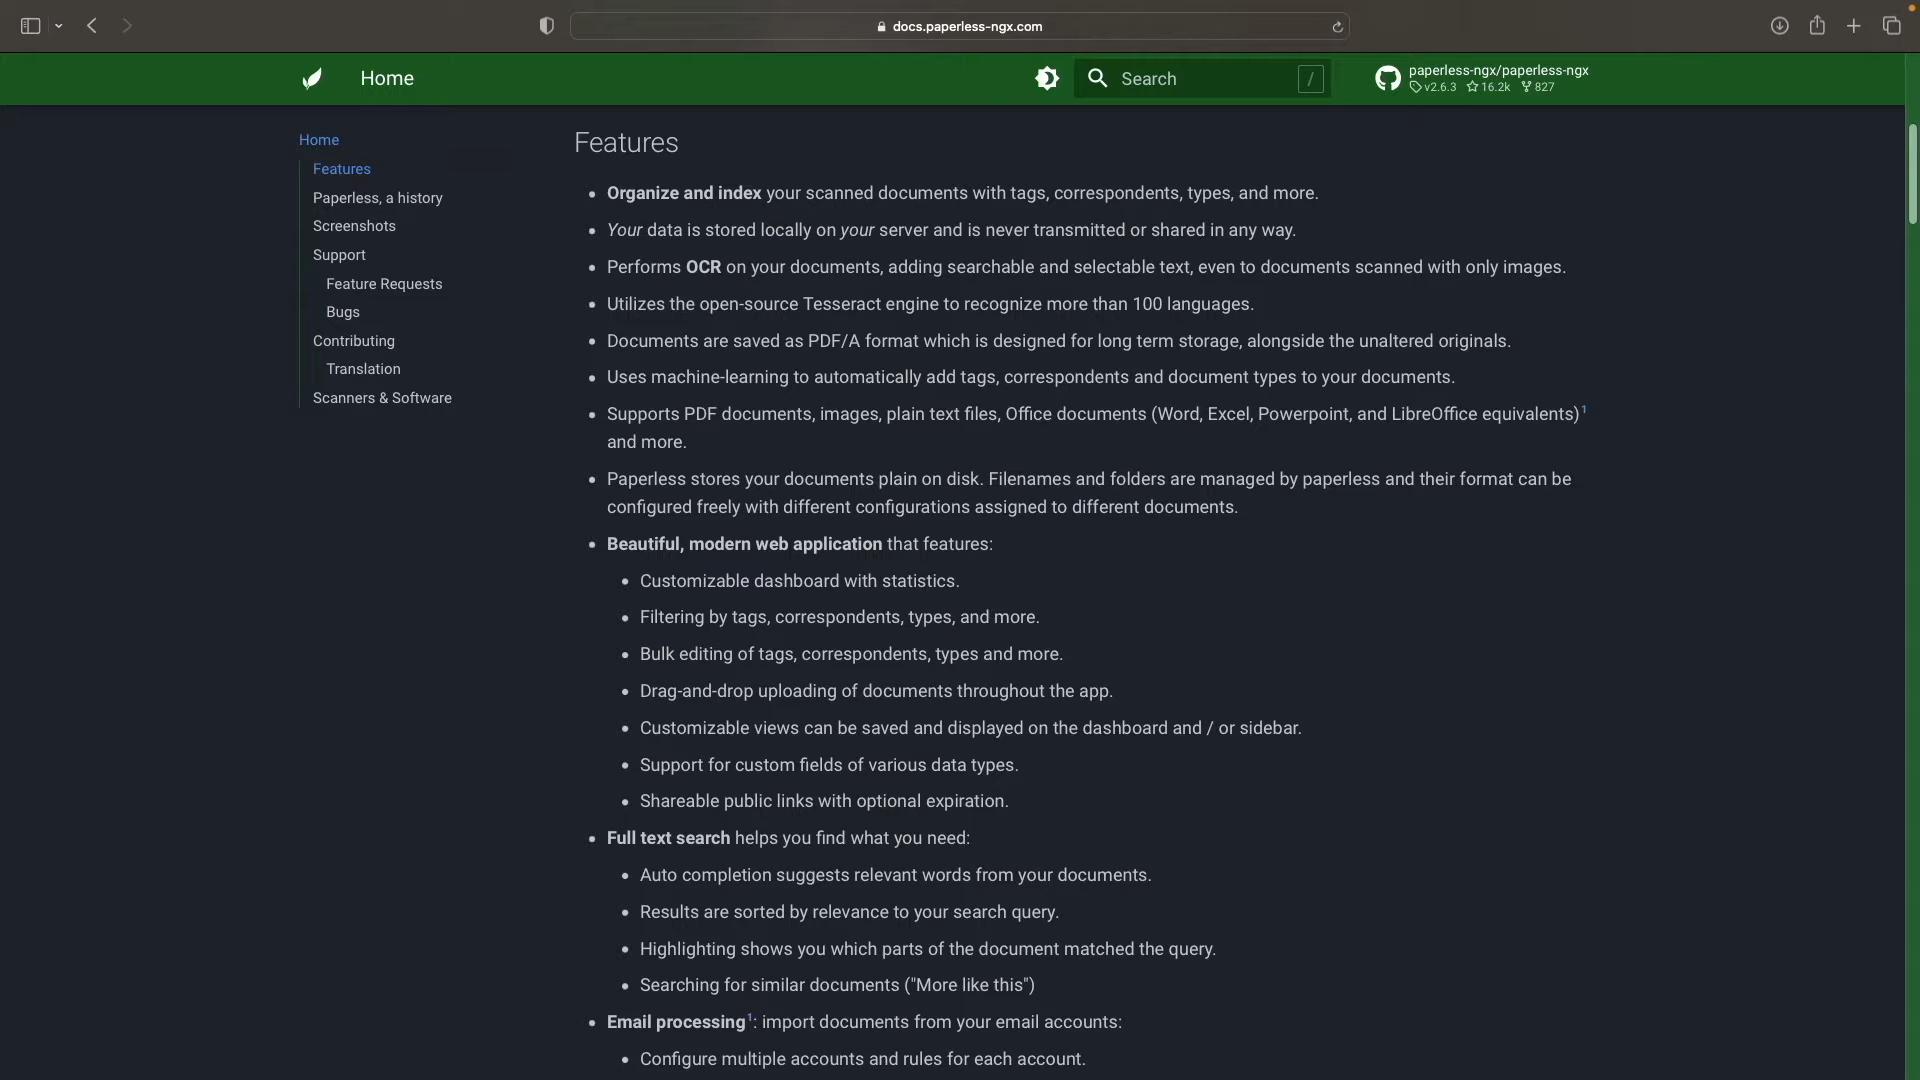 docs.paperless-ngx.com
Home
Search
/
paperless-ngx/paperless-ngx
v2.6.3 16.2k 827
Home
Features
Paperless, a history
Screenshots
Support
Feature Requests
Bugs
Contributing
Translation
Scanners & Software
Features
Organize and index your scanned documents with tags, correspondents, types, and more.
Your data is stored locally on your server and is never transmitted or shared in any way.
Performs OCR on your documents, adding searchable and selectable text, even to documents scanned with only images.
Utilizes the open-source Tesseract engine to recognize more than 100 languages.
Documents are saved as PDF/A format which is designed for long term storage, alongside the unaltered originals.
Uses machine-learning to automatically add tags, correspondents and document types to your documents.
Supports PDF documents, images, plain text files, Office documents (Word, Excel, Powerpoint, and LibreOffice equivalents)1
and more.
Paperless stores your documents plain on disk. Filenames and folders are managed by paperless and their format can be
configured freely with different configurations assigned to different documents.
Beautiful, modern web application that features:
Customizable dashboard with statistics.
Filtering by tags, correspondents, types, and more.
Bulk editing of tags, correspondents, types and more.
Drag-and-drop uploading of documents throughout the app.
Customizable views can be saved and displayed on the dashboard and / or sidebar.
Support for custom fields of various data types.
Shareable public links with optional expiration.
Full text search helps you find what you need:
Auto completion suggests relevant words from your documents.
Results are sorted by relevance to your search query.
Highlighting shows you which parts of the document matched the query.
Searching for similar documents ("More like this")
Email processing1: import documents from your email accounts:
Configure multiple accounts and rules for each account.